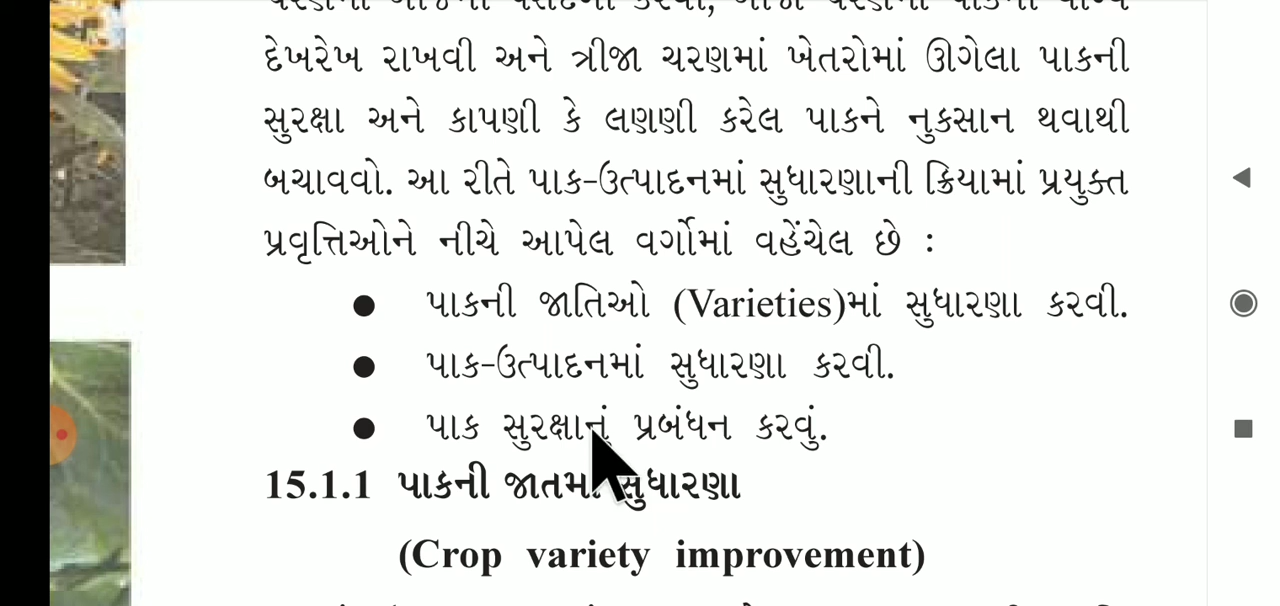 દેખરેખ રાખવી અને ત્રીજા ચરણમાં ખેતરોમાં ઊગેલા પાકની
સુરક્ષા અને કાપણી કે લણણી કરેલ પાકને નુકસાન થવાથી
બચાવવો. આ રીતે પાક-ઉત્પાદનમાં સુધારણાની ક્રિયામાં પ્રયુક્ત
પ્રવૃત્તિઓને નીચે આપેલ વર્ગોમાં વહેંચેલ છે :
● પાકની જાતિઓ (Varieties)માં સુધારણા કરવી.
● પાક-ઉત્પાદનમાં સુધારણા કરવી.
● પાક સુરક્ષાનું પ્રબંધન કરવું.
15.1.1 પાકની જાતમાં સુધારણા
(Crop variety improvement)